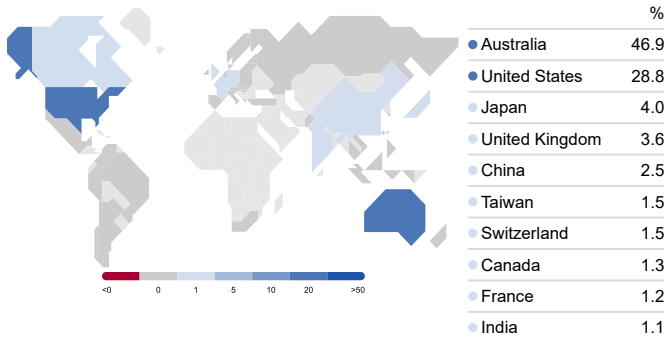 %
Australia 46.9
United States 28.8
Japan 4.0
United Kingdom 3.6
China 2.5
Taiwan 1.5
Switzerland 1.5
Canada 1.3
France 1.2
India 1.1
<0 0 1 5 10 20 >50